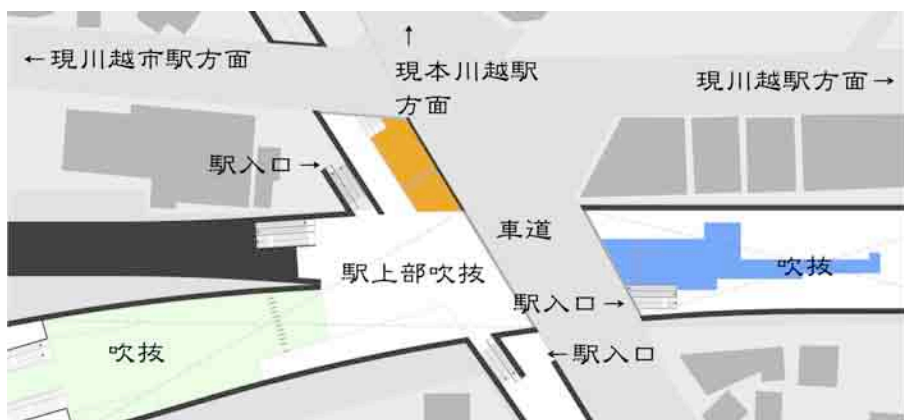 ←現川越市駅方面
↑
現本川越駅
方面
現川越駅方面→
駅入口→
車道
駅上部吹抜
吹抜
駅入口→
吹抜
←駅入口